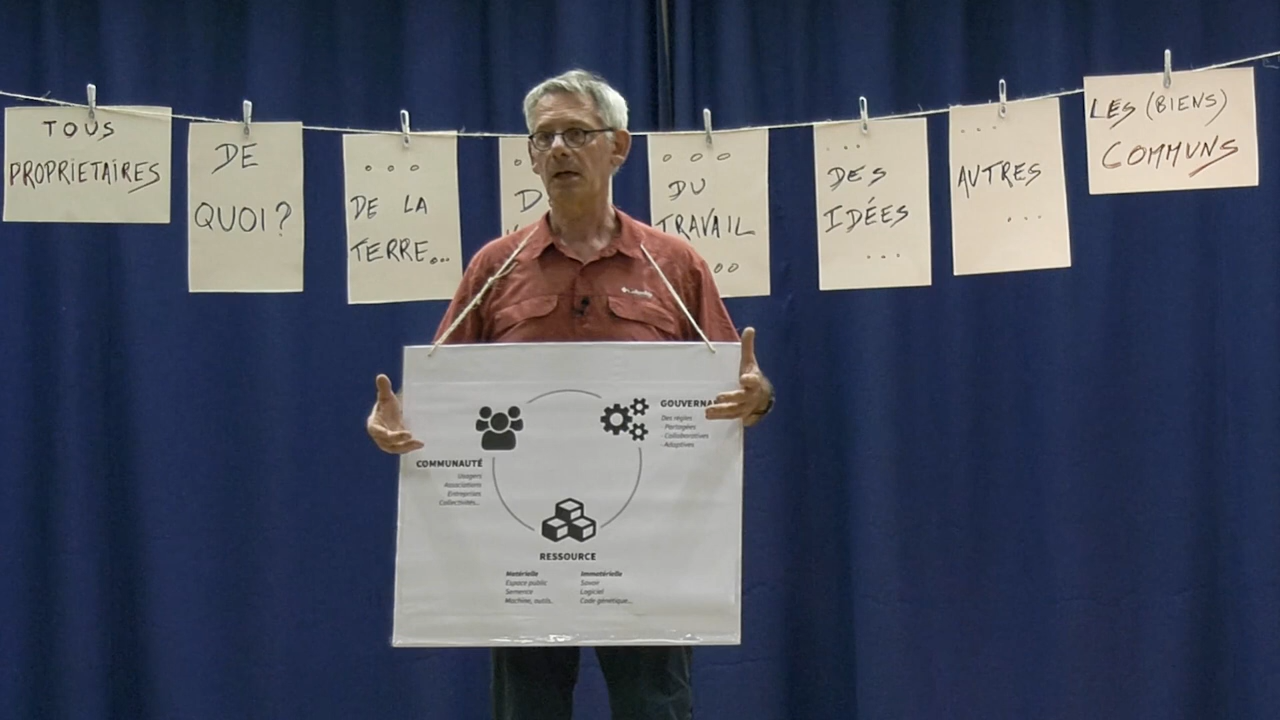 TOUS
PROPRIETAIRES
DE
QUOI?
...
DE LA
TERRE...
DU
TRAVAIL
...
DES
IDÉES
...
...
AUTRES
...
LES (BIENS)
COMMUNS
Columbia
COMMUNAUTÉ
Usagers
Associations
Entreprises
Collectivités...
Des règles
- Partagées
- Collaboratives
- Adaptives
RESSOURCE
Matérielle
Espace public
Semence
Machine, outils...
Immatérielle
Savoir
Logiciel
Code génétique...